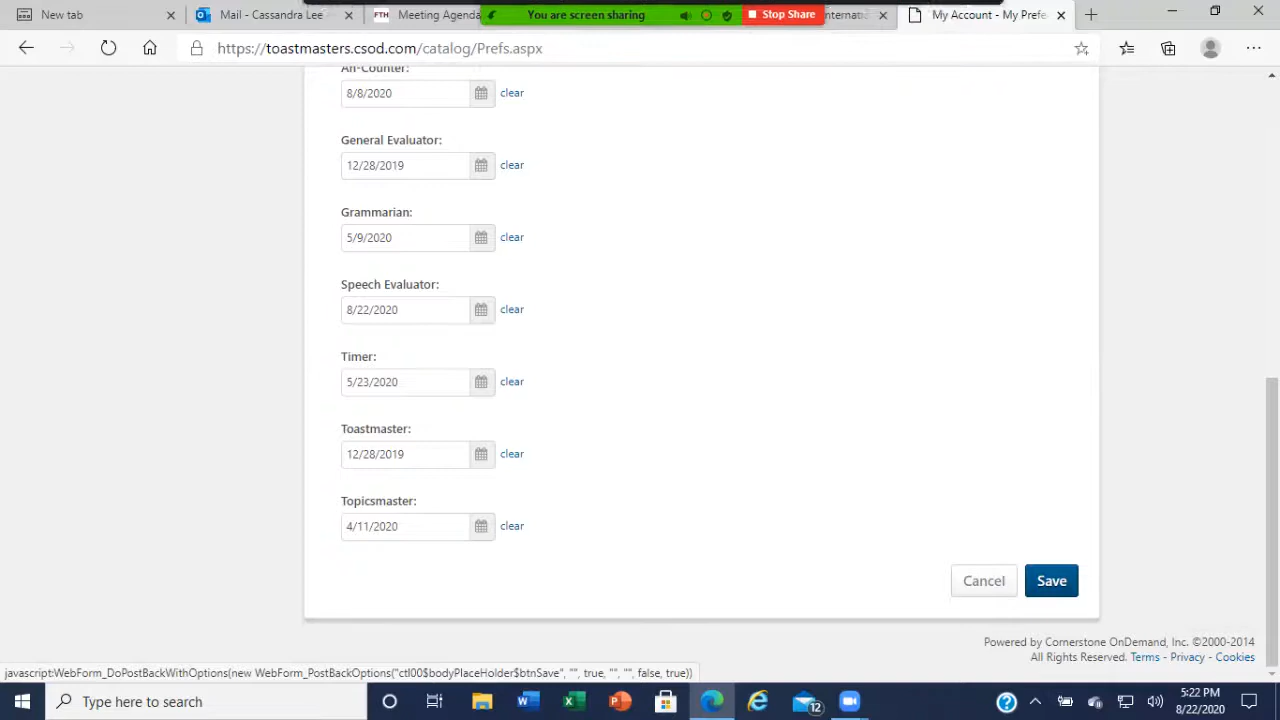 New tab
Mail - Cassandra Lee
FTH
Meeting Agenda
You are screen sharing
Stop Share
My Account - My Prefe
https://toastmasters.csod.com/catalog/Prefs.aspx
Ah-Counter:
8/8/2020
clear
General Evaluator:
12/28/2019
clear
Grammarian:
5/9/2020
clear
Speech Evaluator:
8/22/2020
clear
Timer:
5/23/2020
clear
Toastmaster:
12/28/2019
clear
Topicsmaster:
4/11/2020
clear
Cancel
Save
Powered by Cornerstone OnDemand, Inc. ©2000-2014
All Rights Reserved. Terms - Privacy - Cookies
javascript:WebForm_DoPostBackWithOptions(new WebForm_PostBackOptions("ctl00$bodyPlaceHolder$btnSave", "", true, "", "", false, true))
Type here to search
12
5:22 PM
8/22/2020